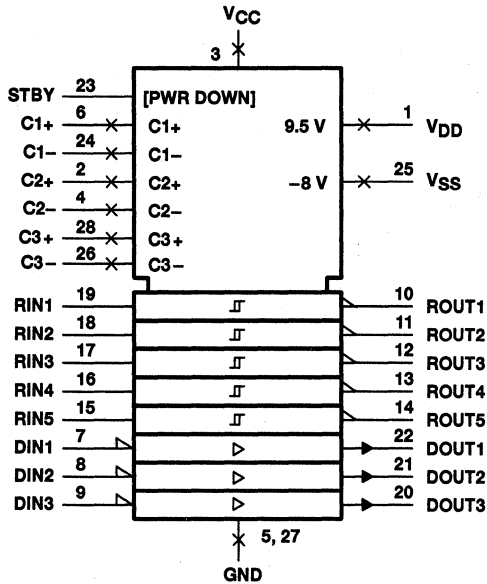 VCC
3
STBY 23 [PWR DOWN]
C1+ 6 C1+ 9.5 V 1 VDD
C1− 24 C1−
C2+ 2 C2+ −8 V 25 VSS
C2− 4 C2−
C3+ 28 C3+
C3− 26 C3−
RIN1 19 10 ROUT1
RIN2 18 11 ROUT2
RIN3 17 12 ROUT3
RIN4 16 13 ROUT4
RIN5 15 14 ROUT5
DIN1 7 22 DOUT1
DIN2 8 21 DOUT2
DIN3 9 20 DOUT3
5, 27
GND